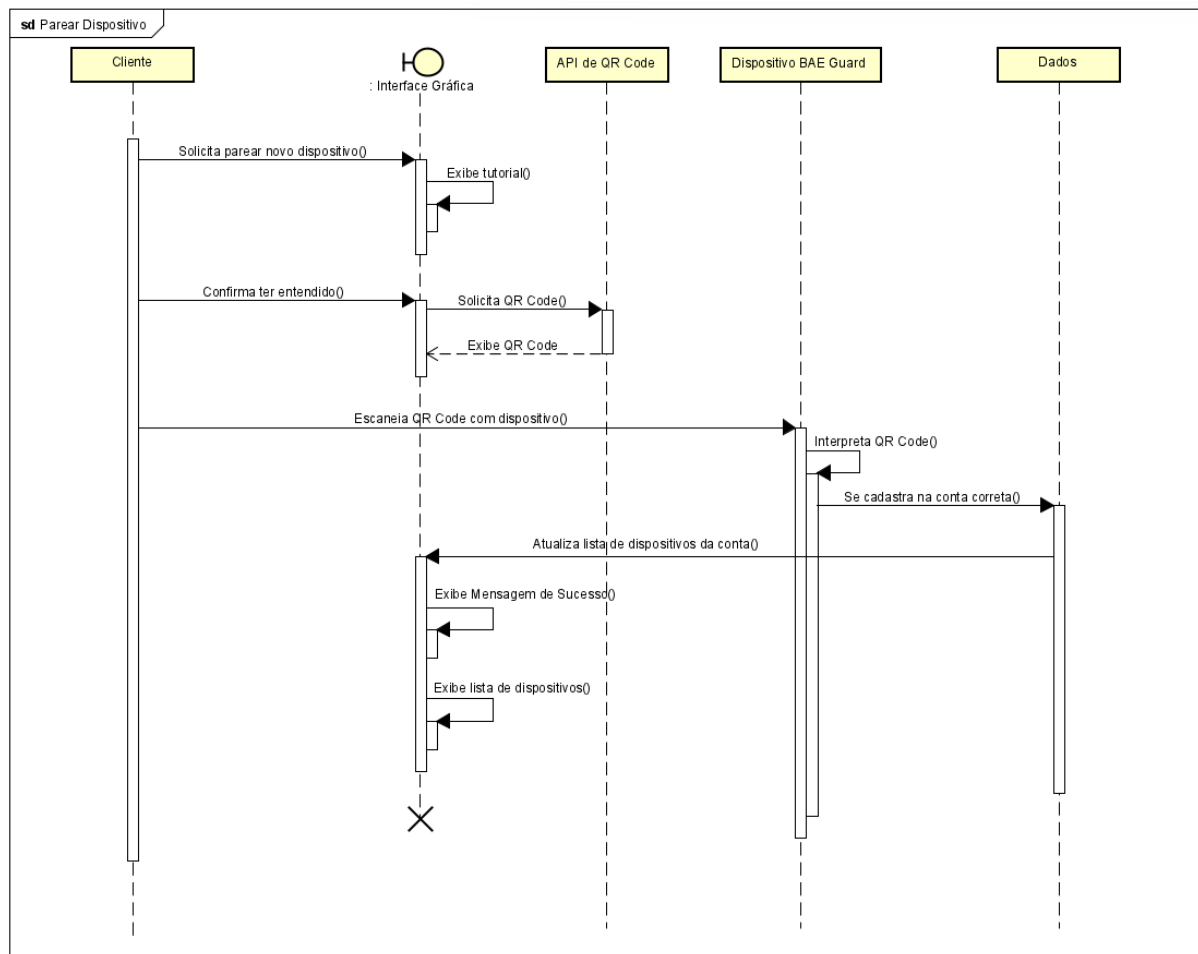 sd Parear Dispositivo
Cliente
: Interface Gráfica
API de QR Code
Dispositivo BAE Guard
Dados
Solicita parear novo dispositivo()
Exibe tutorial()
Confirma ter entendido()
Solicita QR Code()
Exibe QR Code
Escaneia QR Code com dispositivo()
Interpreta QR Code()
Se cadastra na conta correta()
Atualiza lista de dispositivos da conta()
Exibe Mensagem de Sucesso()
Exibe lista de dispositivos()